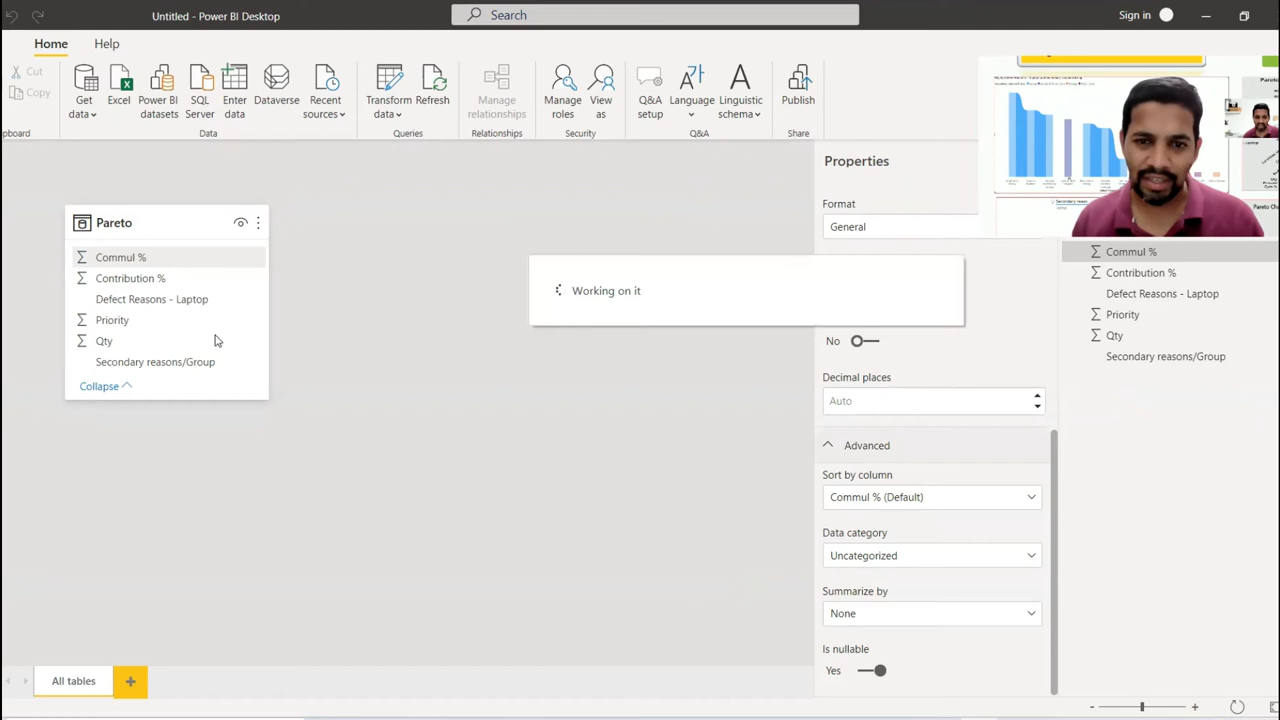 Untitled - Power BI Desktop
Search
Sign in
Home
Help
Cut
Copy
pboard
Get data
Excel
Power BI datasets
SQL Server
Enter data
Dataverse
Recent sources
Data
Transform data
Refresh
Queries
Manage relationships
Relationships
Manage roles
View as
Security
Q&A setup
Language
Linguistic schema
Q&A
Publish
Share
Pareto
Commul %
Contribution %
Defect Reasons - Laptop
Priority
Qty
Secondary reasons/Group
Collapse
Working on it
Properties
Format
General
No
Decimal places
Auto
Advanced
Sort by column
Commul % (Default)
Data category
Uncategorized
Summarize by
None
Is nullable
Yes
Commul %
Contribution %
Defect Reasons - Laptop
Priority
Qty
Secondary reasons/Group
All tables